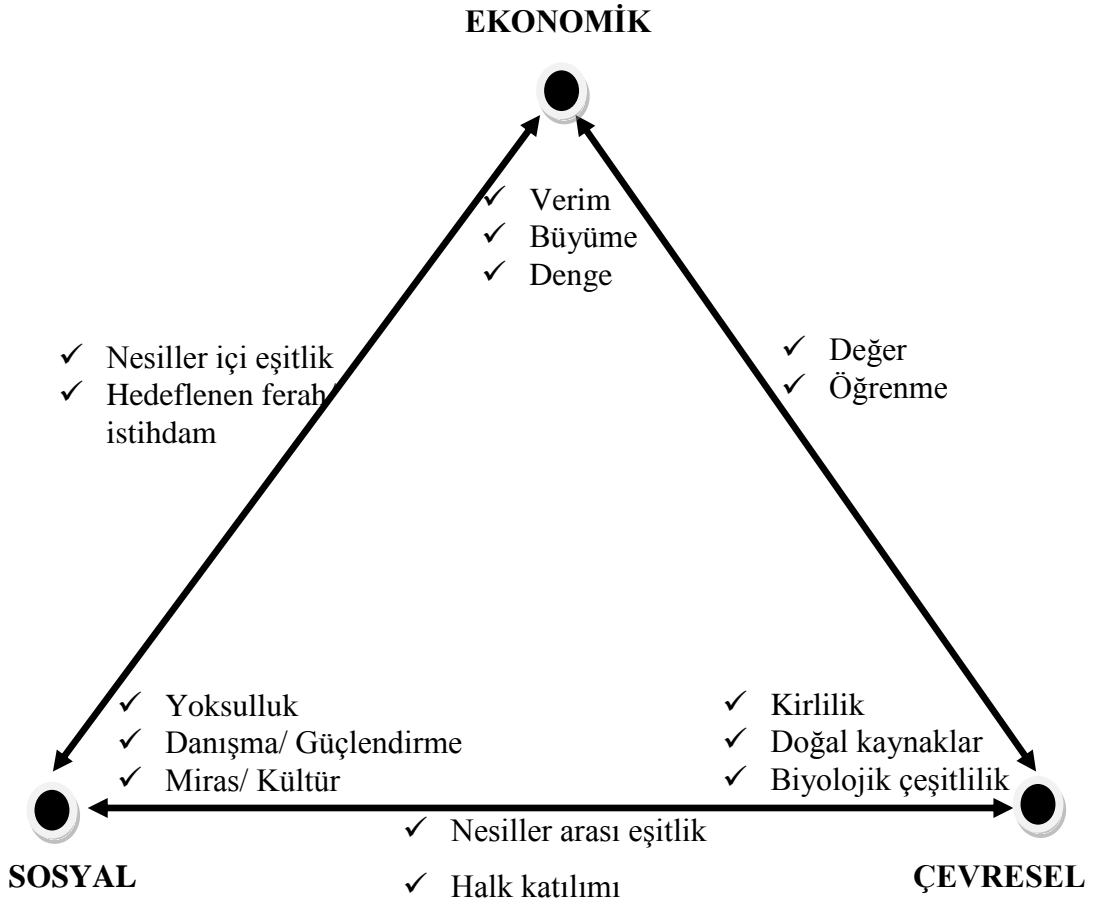 EKONOMİK
✓ Verim
✓ Büyüme
✓ Denge
✓ Nesiller içi eşitlik
✓ Hedeflenen ferah/
istihdam
✓ Değer
✓ Öğrenme
✓ Yoksulluk
✓ Danışma/ Güçlendirme
✓ Miras/ Kültür
✓ Kirlilik
✓ Doğal kaynaklar
✓ Biyolojik çeşitlilik
✓ Nesiller arası eşitlik
SOSYAL
ÇEVRESEL
✓ Halk katılımı